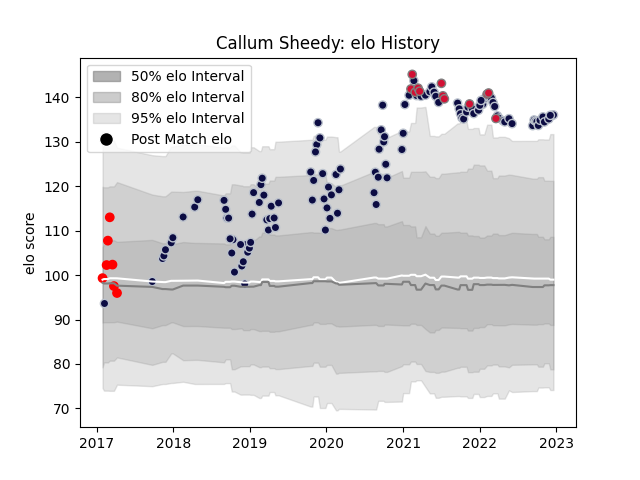 Callum Sheedy: elo History
50% elo Interval
80% elo Interval
95% elo Interval
Post Match elo
elo score
140
130
120
110
100
90
80
70
2017 2018 2019 2020 2021 2022 2023